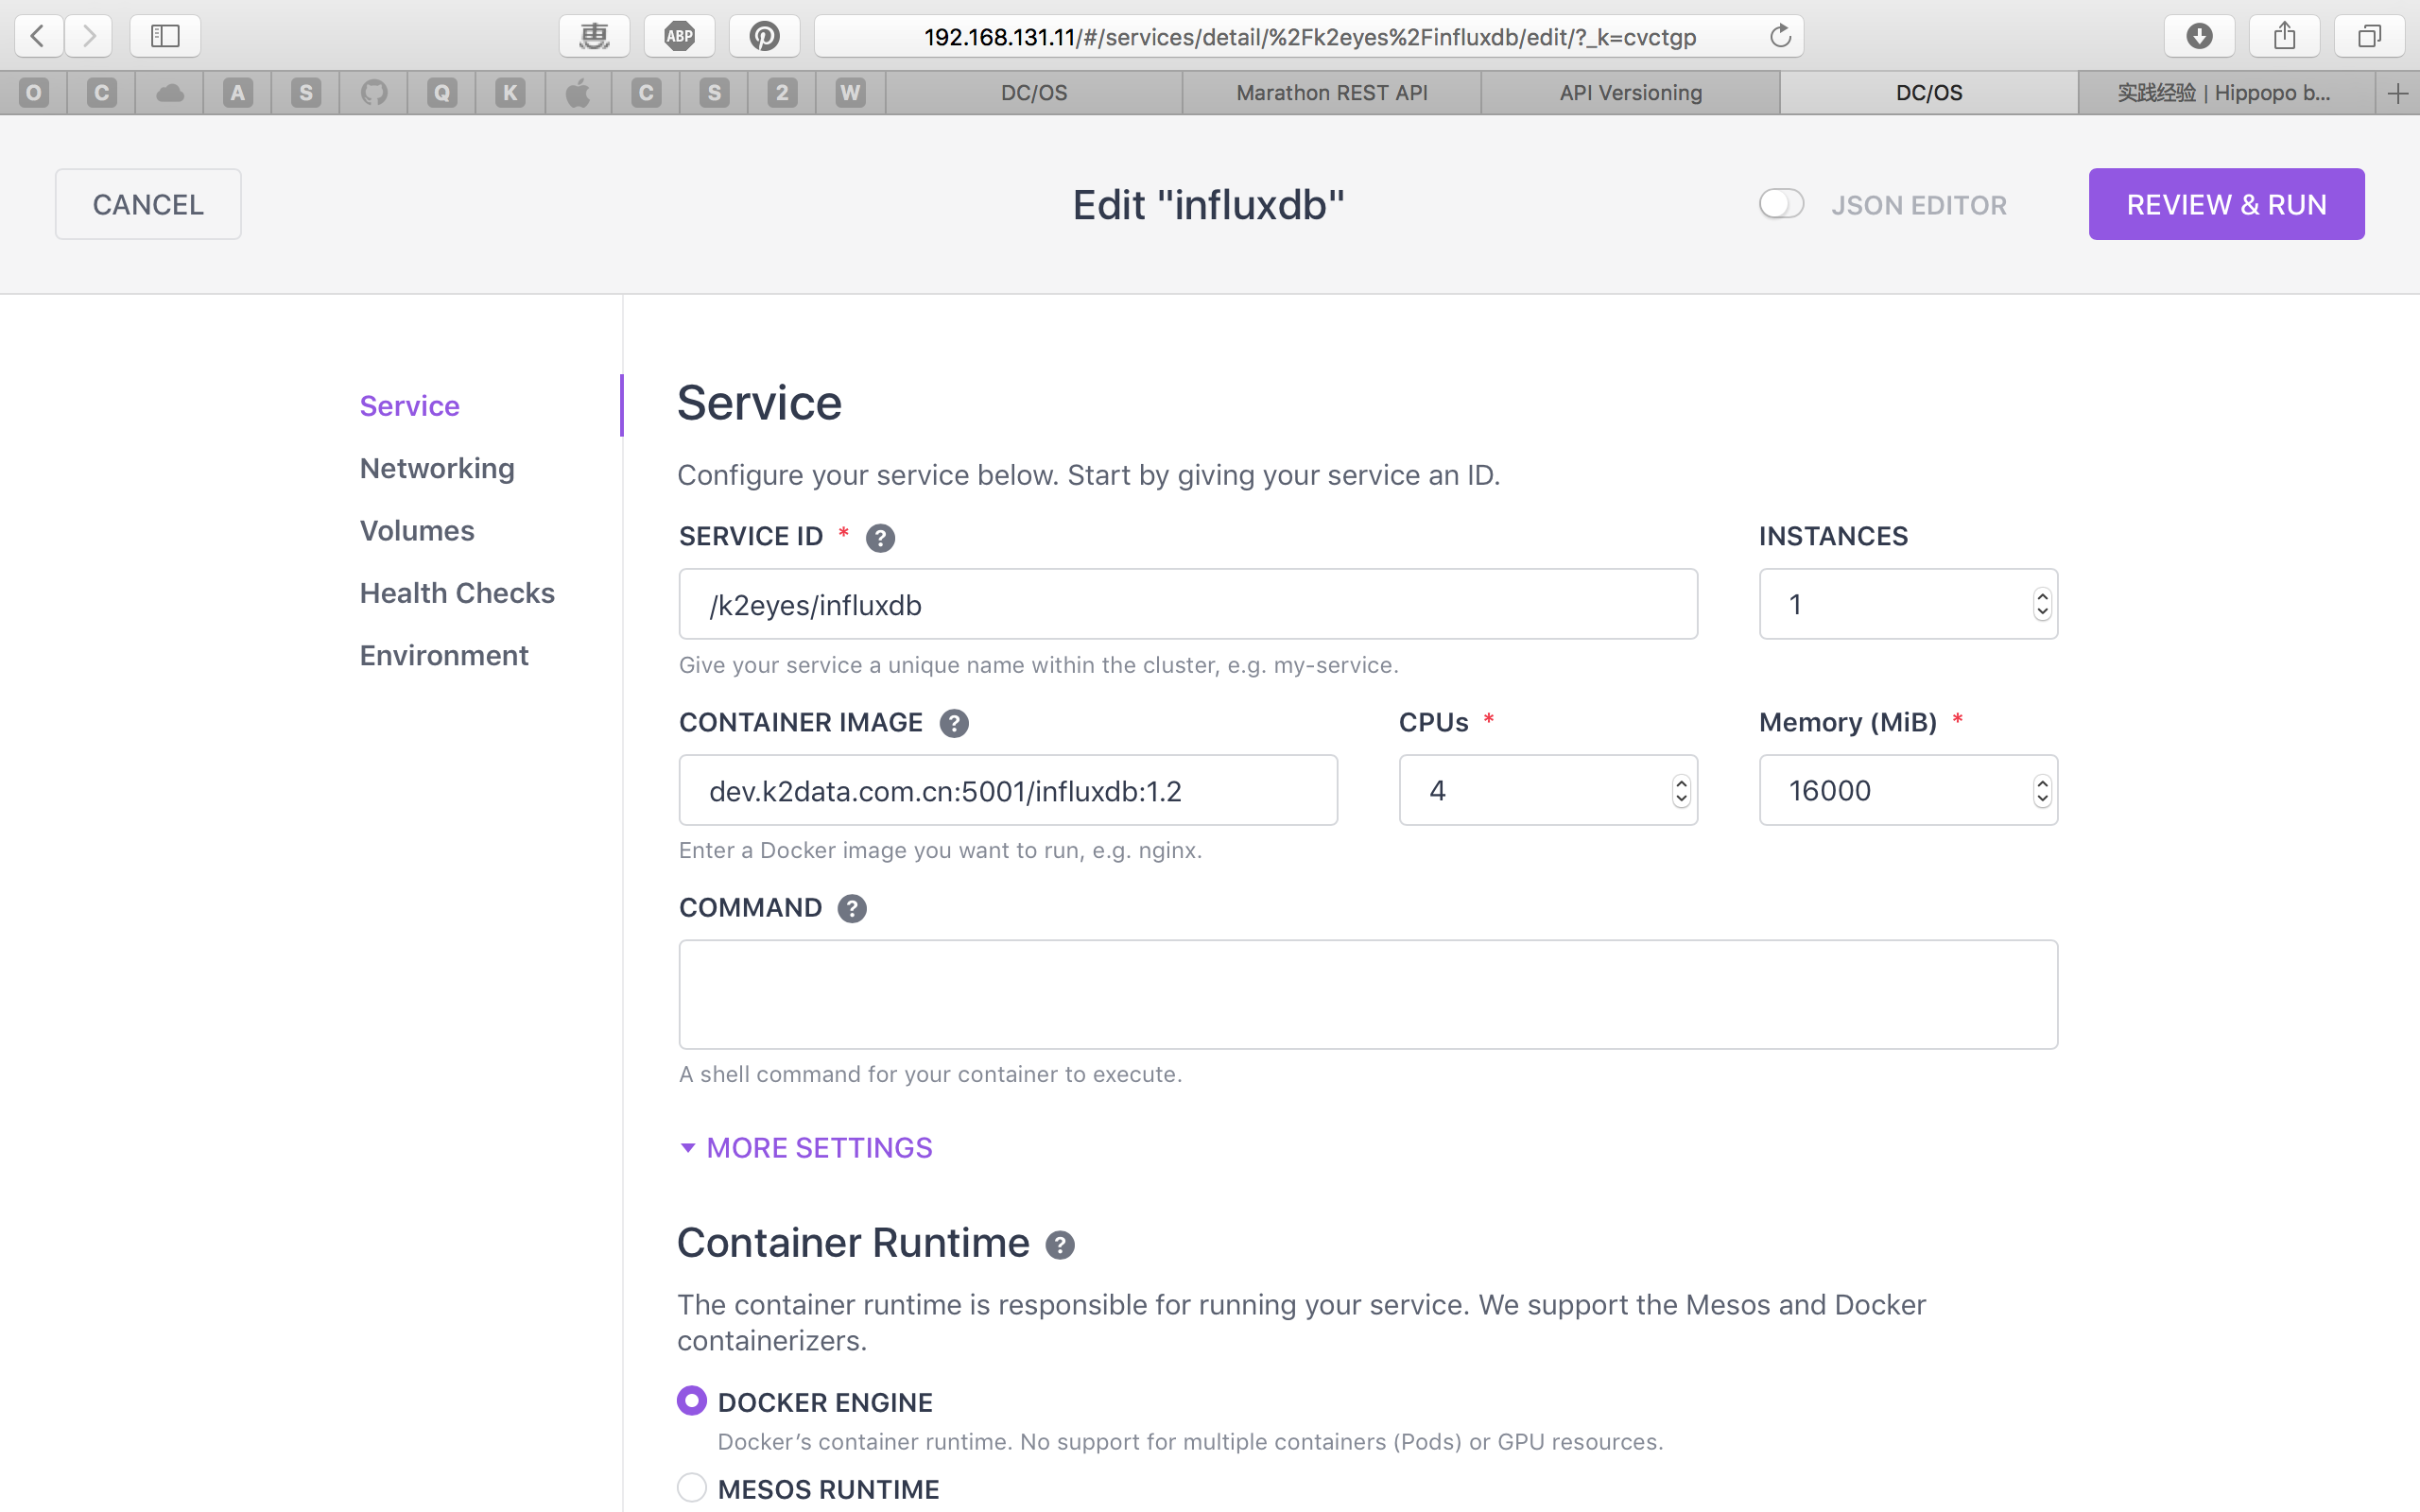 惠 ABP 192.168.131.11/#/services/detail/%2Fk2eyes%2Finfluxdb/edit/?_k=cvctgp
O C A S Q K C S 2 W DC/OS Marathon REST API API Versioning DC/OS 实践经验 | Hippopo b...
CANCEL Edit "influxdb" JSON EDITOR REVIEW & RUN
Service
Networking
Volumes
Health Checks
Environment
Service
Configure your service below. Start by giving your service an ID.
SERVICE ID * ? INSTANCES
/k2eyes/influxdb 1
Give your service a unique name within the cluster, e.g. my-service.
CONTAINER IMAGE ? CPUs * Memory (MiB) *
dev.k2data.com.cn:5001/influxdb:1.2 4 16000
Enter a Docker image you want to run, e.g. nginx.
COMMAND ?
A shell command for your container to execute.
MORE SETTINGS
Container Runtime ?
The container runtime is responsible for running your service. We support the Mesos and Docker
containerizers.
DOCKER ENGINE
Docker’s container runtime. No support for multiple containers (Pods) or GPU resources.
MESOS RUNTIME